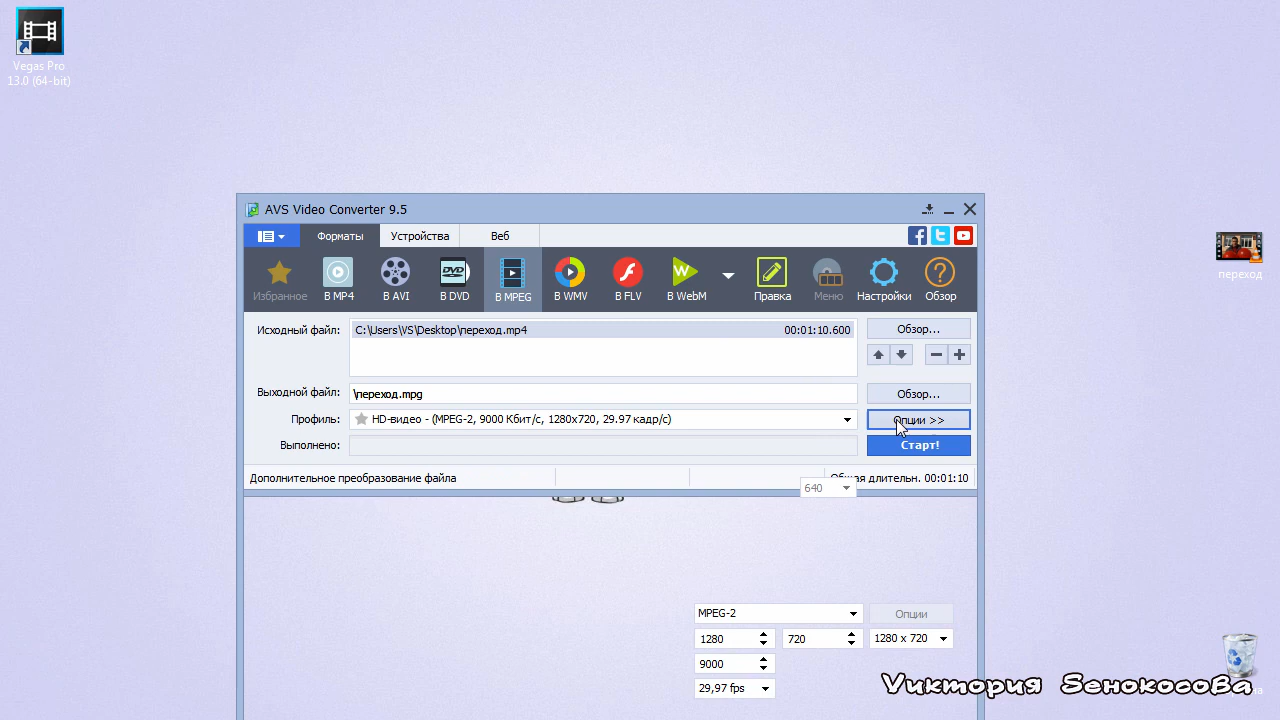 Vegas Pro
13.0 (64-bit)
переход
AVS Video Converter 9.5
Форматы Устройства Веб
Избранное В MP4 В AVI DVD В DVD В MPEG В WMV В FLV W В WebM Правка Меню Настройки ? Обзор
Исходный файл: C:\Users\VS\Desktop\переход.mp4 00:01:10.600 Обзор...
Выходной файл: \переход.mpg Обзор...
Профиль: HD-видео - (MPEG-2, 9000 Кбит/с, 1280x720, 29.97 кадр/с) Опции >>
Выполнено: Старт!
Дополнительное преобразование файла Общая длительн. 00:01:10
640
MPEG-2 Опции
1280 720 1280 x 720
9000
29,97 fps
Виктория Сенокосова